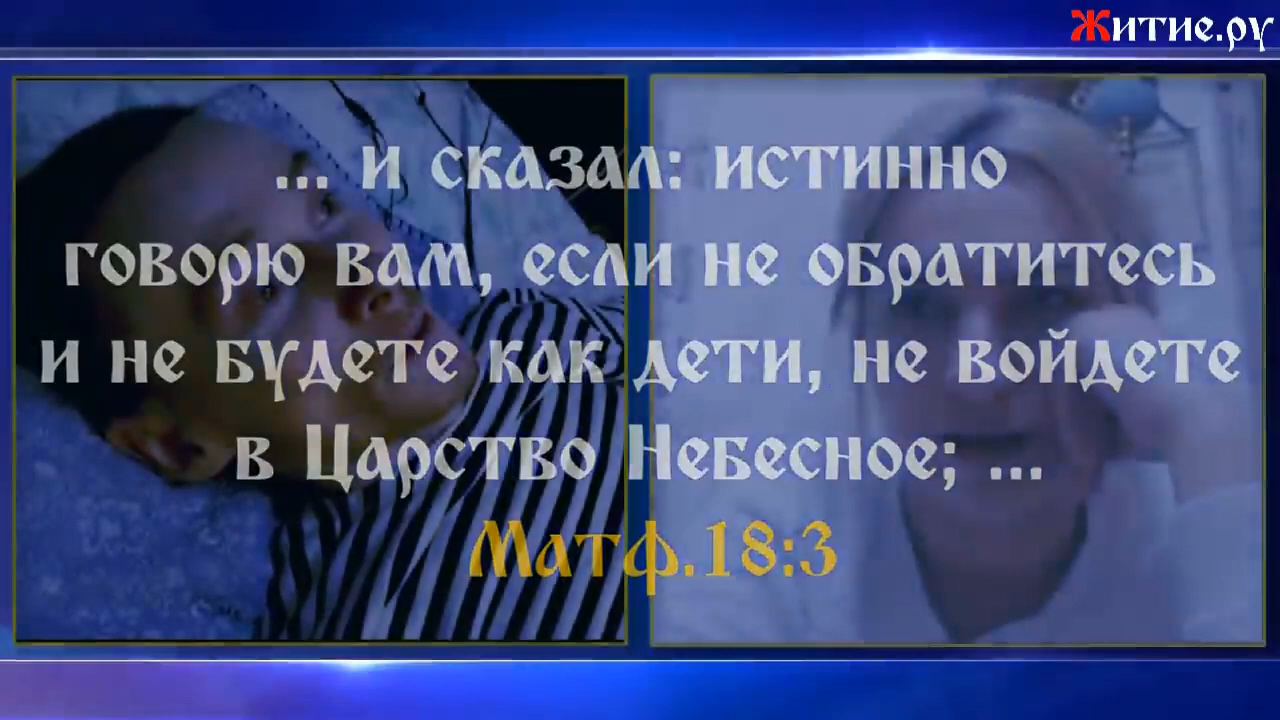 Житие.ру
... и сказал: истинно
говорю вам, если не обратитесь
и не будете как дети, не войдете
в Царство Небесное; ...
Матф.18:3